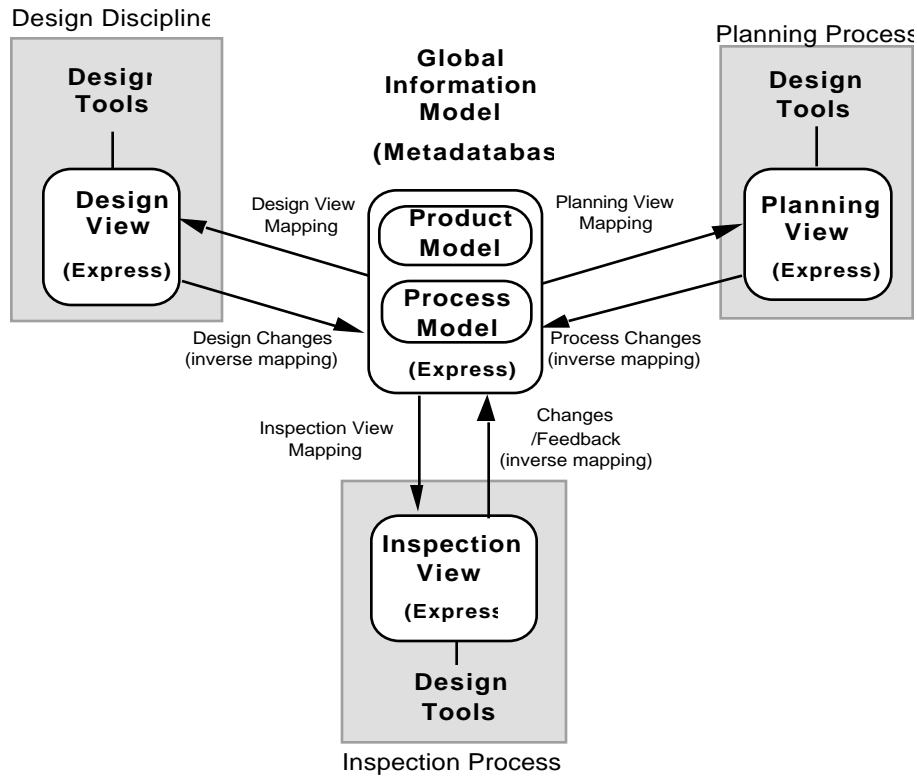 Design Discipline
Design
Tools
Design
View
(Express)
Design View
Mapping
Design Changes
(inverse mapping)
Global
Information
Model
(Metadatabas
Product
Model
Process
Model
(Express)
Planning Process
Design
Tools
Planning
View
(Express)
Planning View
Mapping
Process Changes
(inverse mapping)
Inspection View
Mapping
Changes
/Feedback
(inverse mapping)
Inspection
View
(Express
Design
Tools
Inspection Process